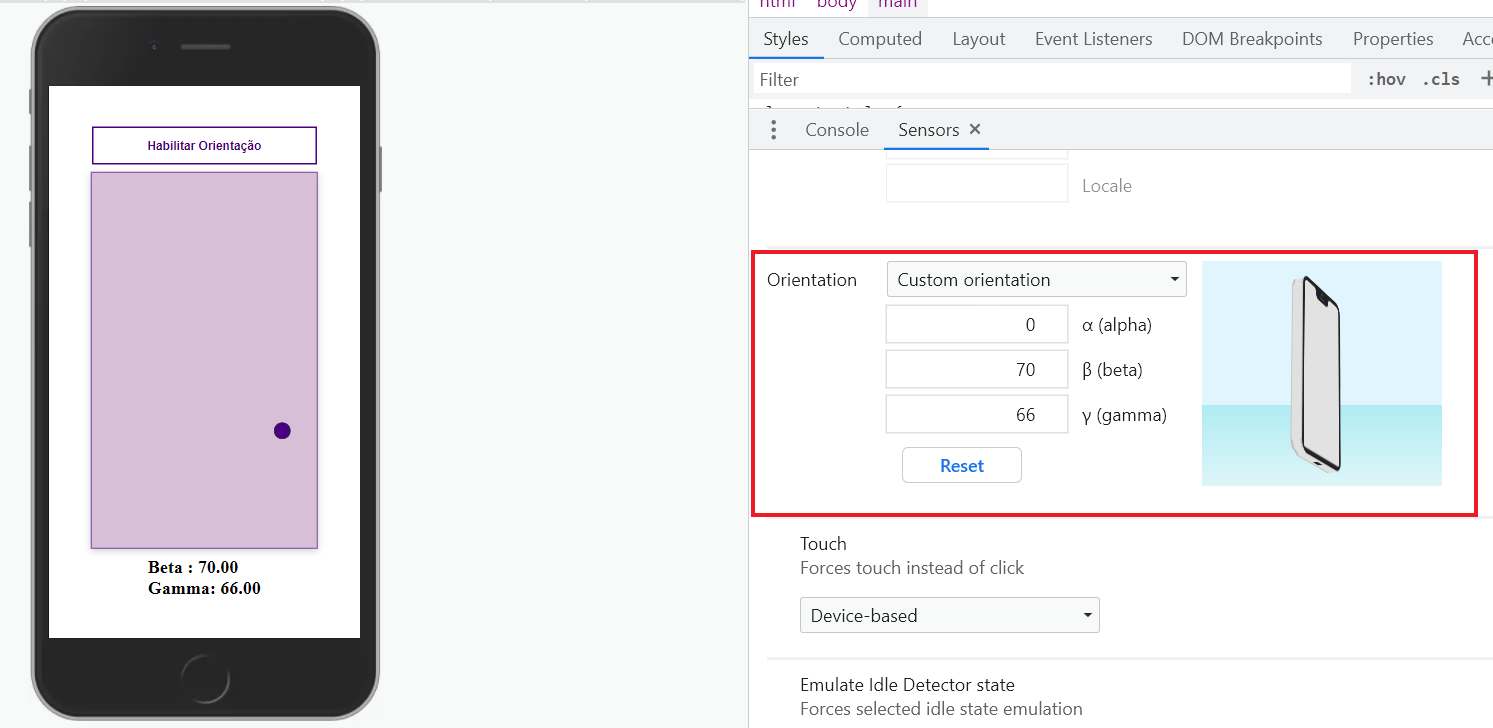 Habilitar Orientação
Beta : 70.00
Gamma: 66.00
html body main
Styles Computed Layout Event Listeners DOM Breakpoints Properties
Filter :hov .cls +
Console Sensors ×
Locale
Orientation Custom orientation
0 α (alpha)
70 β (beta)
66 γ (gamma)
Reset
Touch
Forces touch instead of click
Device-based
Emulate Idle Detector state
Forces selected idle state emulation